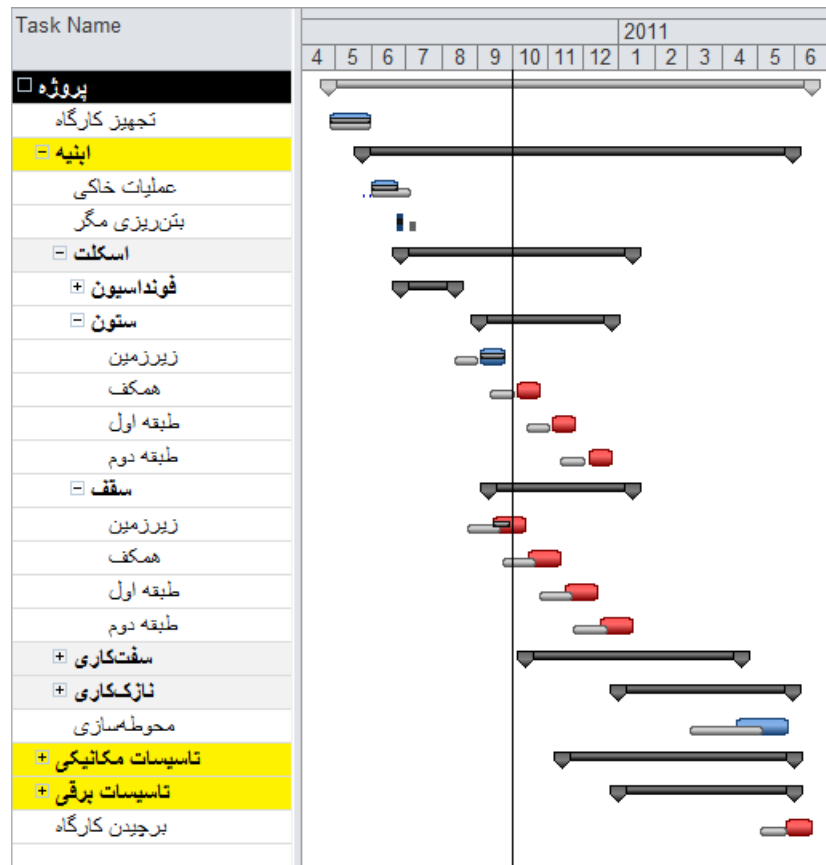 Task Name
2011
4 5 6 7 8 9 10 11 12 1 2 3 4 5 6
پروژه
تجهیز کارگاه
ابنیه
عملیات خاکی
بتن‌ریزی مگر
اسکلت
فونداسیون
ستون
زیرزمین
همکف
طبقه اول
طبقه دوم
سقف
زیرزمین
همکف
طبقه اول
طبقه دوم
سفت‌کاری
نازک‌کاری
محوطه‌سازی
تاسیسات مکانیکی
تاسیسات برقی
برچیدن کارگاه